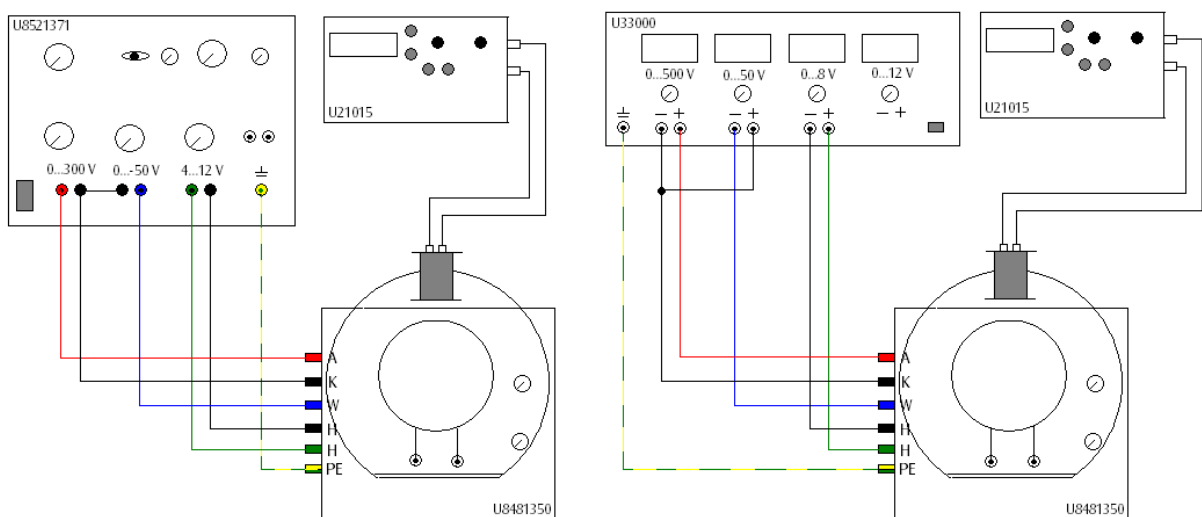 U8521371
0...300 V
0...-50 V
4...12 V
U21015
A
K
W
H
H
PE
U8481350
U33000
0...500 V
0...50 V
0...8 V
0...12 V
− +
− +
− +
− +
U21015
A
K
W
H
H
PE
U8481350